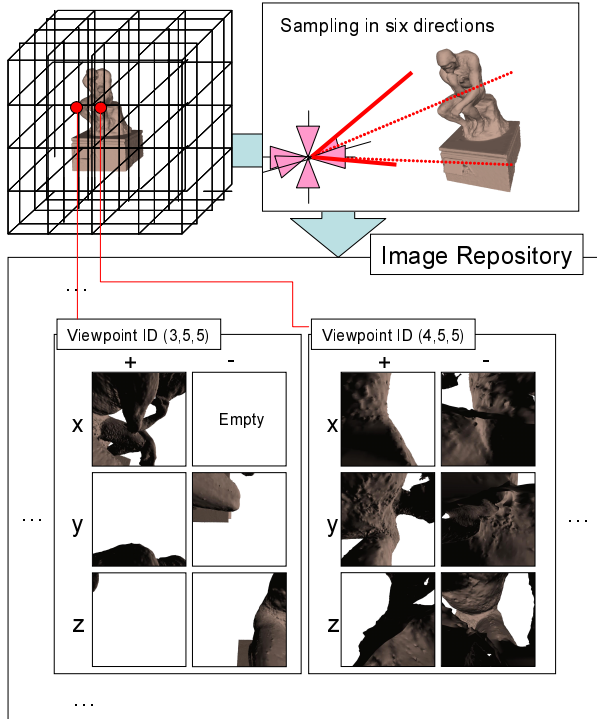 Sampling in six directions
Image Repository
. . .
Viewpoint ID (3,5,5)
+ -
x
Empty
y
z
Viewpoint ID (4,5,5)
+ -
x
y
z
. . .
. . .
. . .